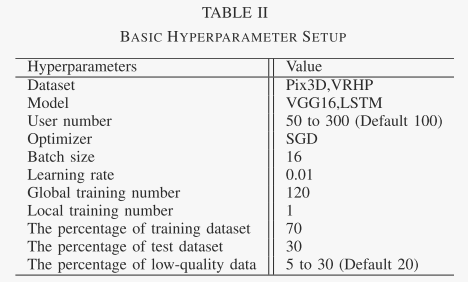 TABLE II
BASIC HYPERPARAMETER SETUP
Hyperparameters Value
Dataset Pix3D,VRHP
Model VGG16,LSTM
User number 50 to 300 (Default 100)
Optimizer SGD
Batch size 16
Learning rate 0.01
Global training number 120
Local training number 1
The percentage of training dataset 70
The percentage of test dataset 30
The percentage of low-quality data 5 to 30 (Default 20)